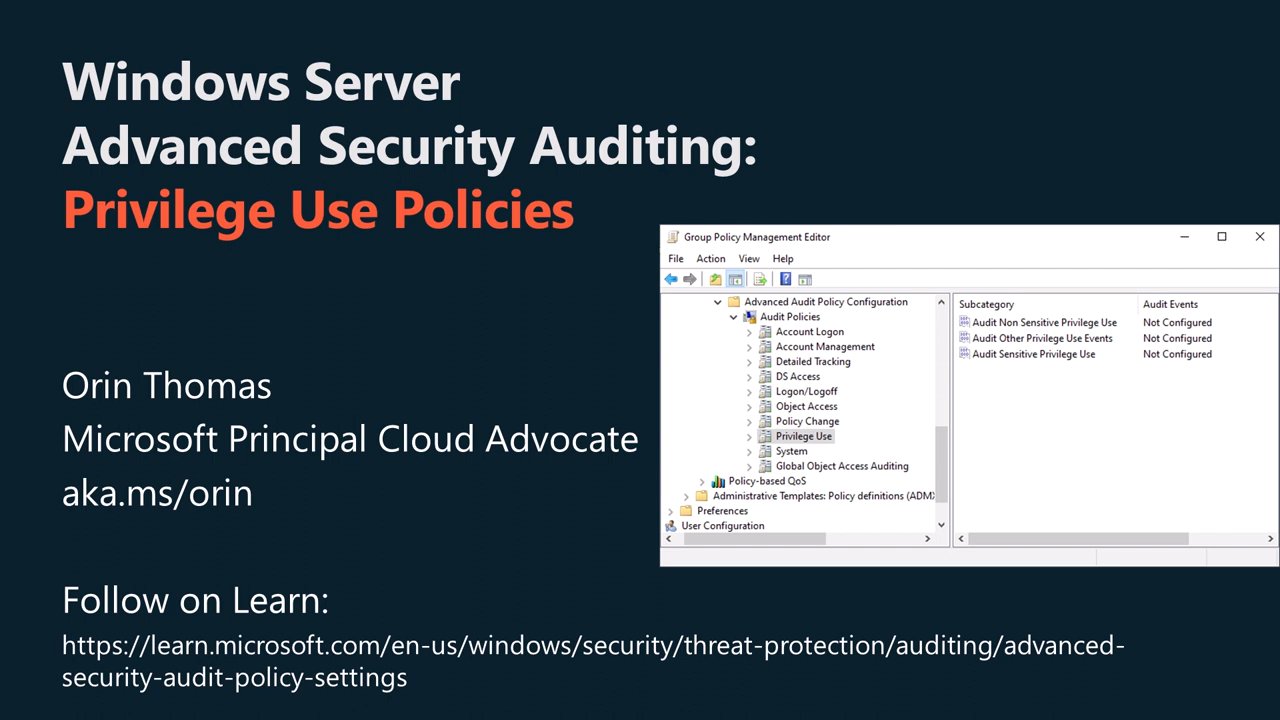 Windows Server
Advanced Security Auditing:
Privilege Use Policies
Orin Thomas
Microsoft Principal Cloud Advocate
aka.ms/orin
Follow on Learn:
https://learn.microsoft.com/en-us/windows/security/threat-protection/auditing/advanced-
security-audit-policy-settings
Group Policy Management Editor
File Action View Help
Advanced Audit Policy Configuration
Audit Policies
Account Logon
Account Management
Detailed Tracking
DS Access
Logon/Logoff
Object Access
Policy Change
Privilege Use
System
Global Object Access Auditing
Policy-based QoS
Administrative Templates: Policy definitions (ADMX
Preferences
User Configuration
Subcategory Audit Events
Audit Non Sensitive Privilege Use Not Configured
Audit Other Privilege Use Events Not Configured
Audit Sensitive Privilege Use Not Configured